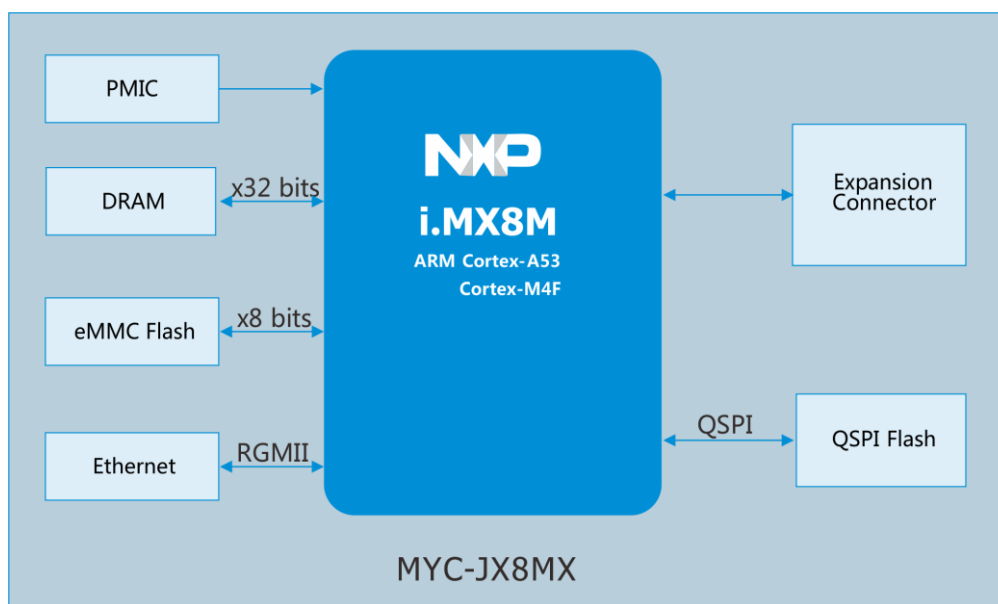 PMIC
DRAM
x32 bits
eMMC Flash
x8 bits
Ethernet
RGMII
NXP
i.MX8M
ARM Cortex-A53
Cortex-M4F
Expansion
Connector
QSPI
QSPI Flash
MYC-JX8MX